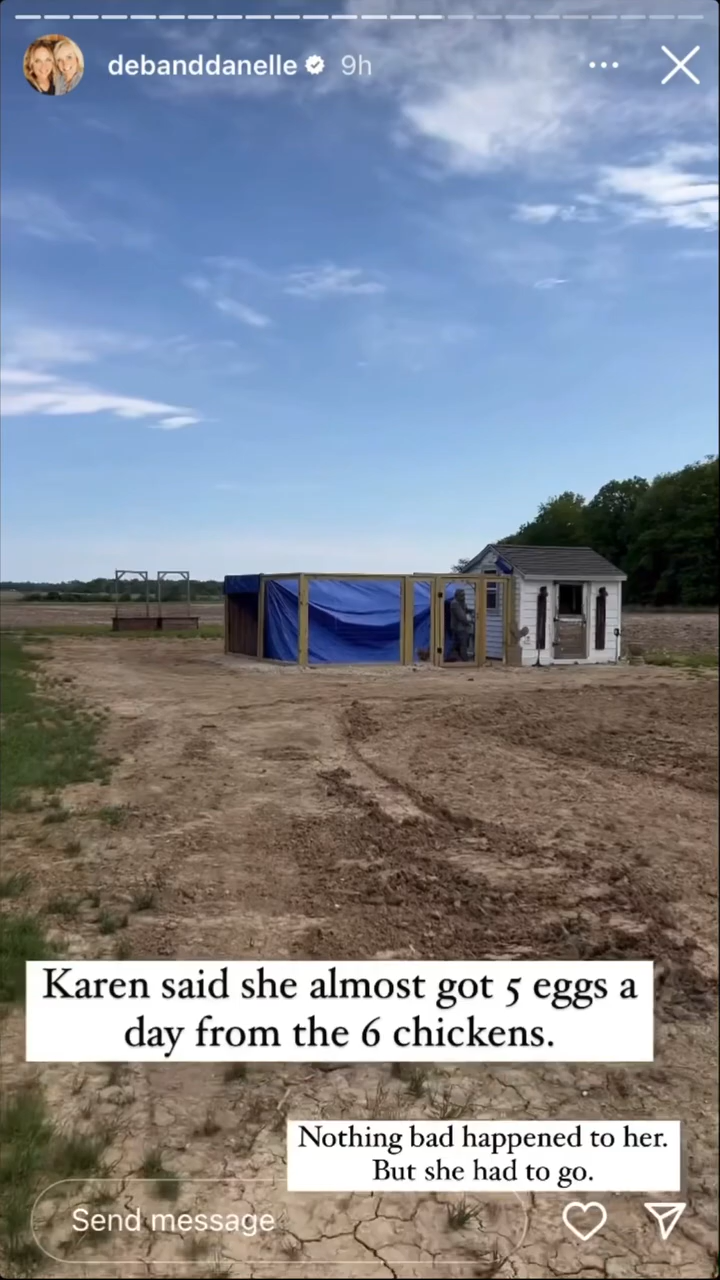 debanddanelle 9h
Karen said she almost got 5 eggs a
day from the 6 chickens.
Nothing bad happened to her.
But she had to go.
Send message